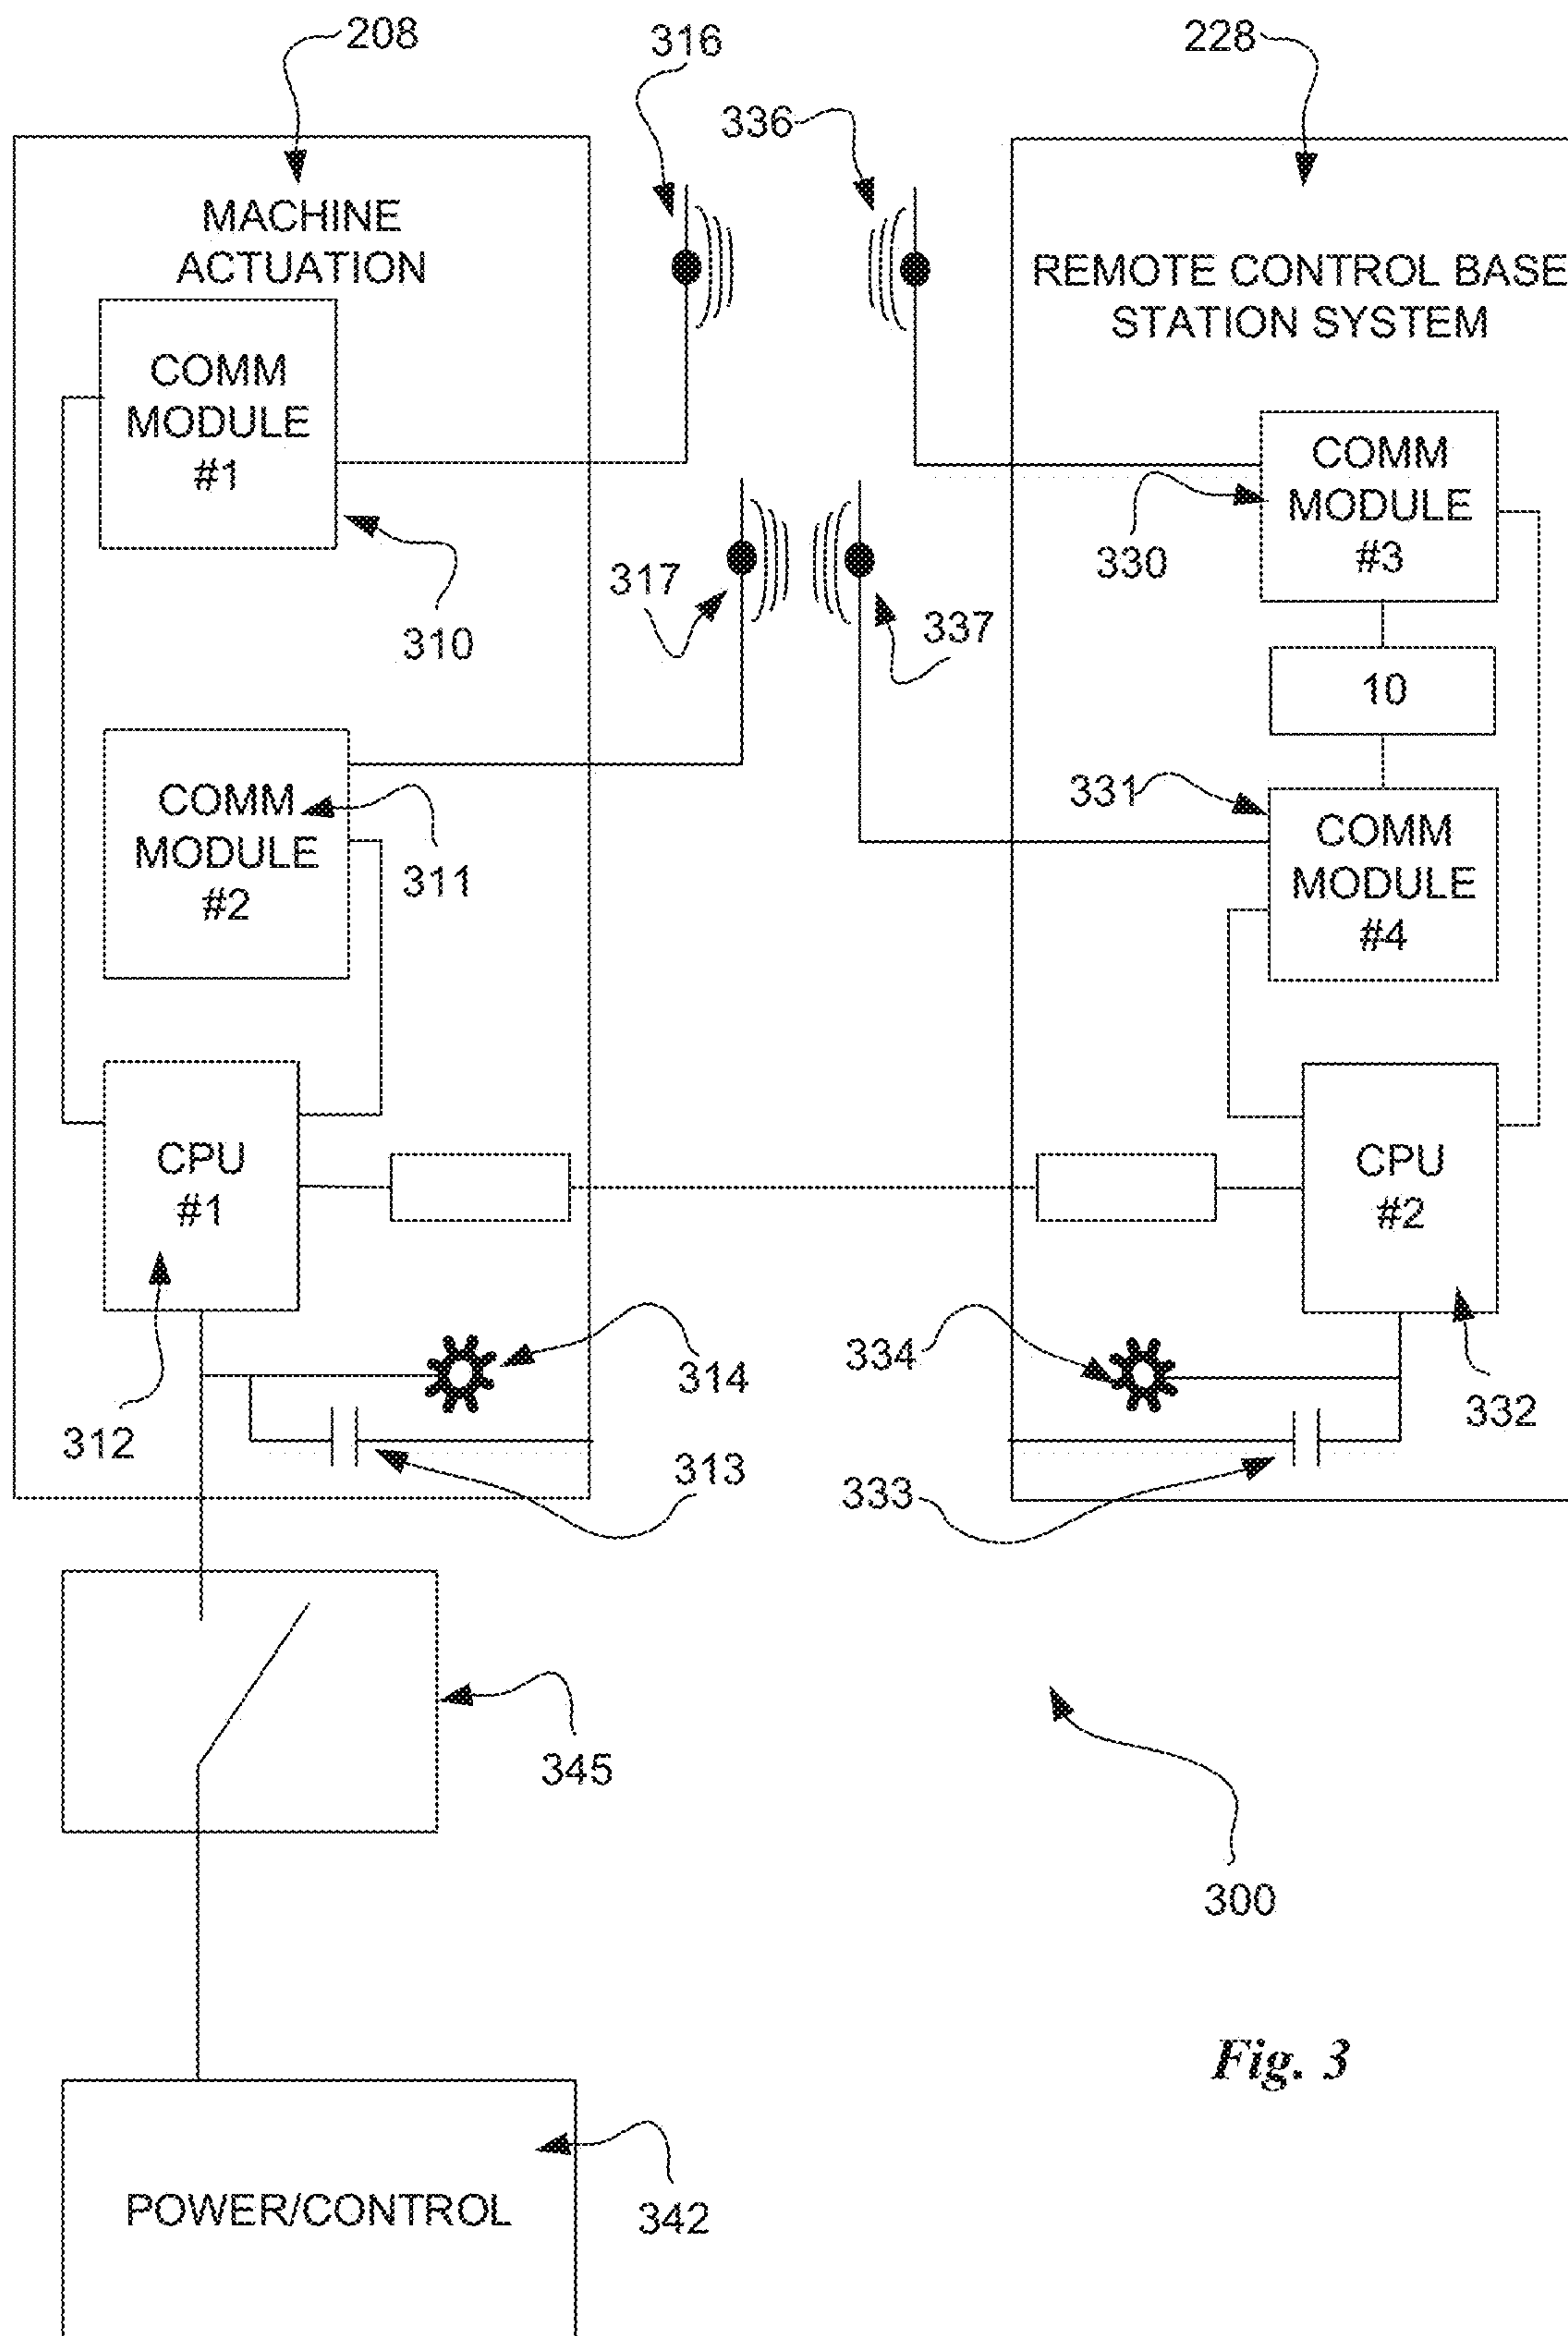 208
316
228
336
MACHINE
ACTUATION
REMOTE CONTROL BASE
STATION SYSTEM
COMM
MODULE
#1
COMM
MODULE
#3
330
317
310
337
10
331
COMM
MODULE
#2
311
COMM
MODULE
#4
CPU
#1
CPU
#2
314
334
312
332
313
333
345
300
Fig. 3
POWER/CONTROL
342